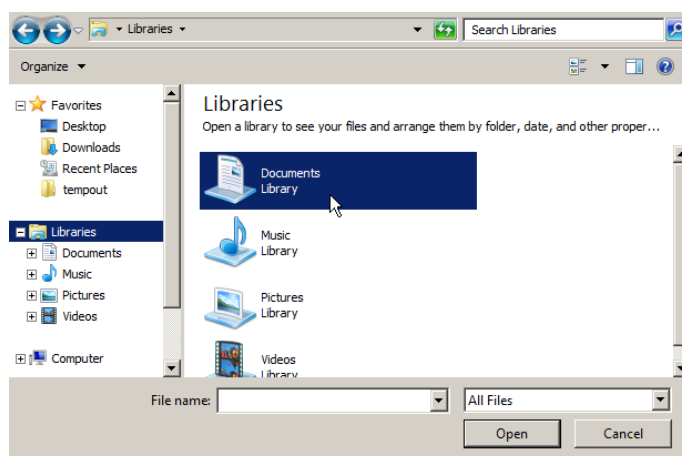 Libraries
Search Libraries
Organize
Favorites
Desktop
Downloads
Recent Places
tempout
Libraries
Documents
Music
Pictures
Videos
Computer
Libraries
Open a library to see your files and arrange them by folder, date, and other proper...
Documents
Library
Music
Library
Pictures
Library
Videos
Library
File name:
All Files
Open
Cancel